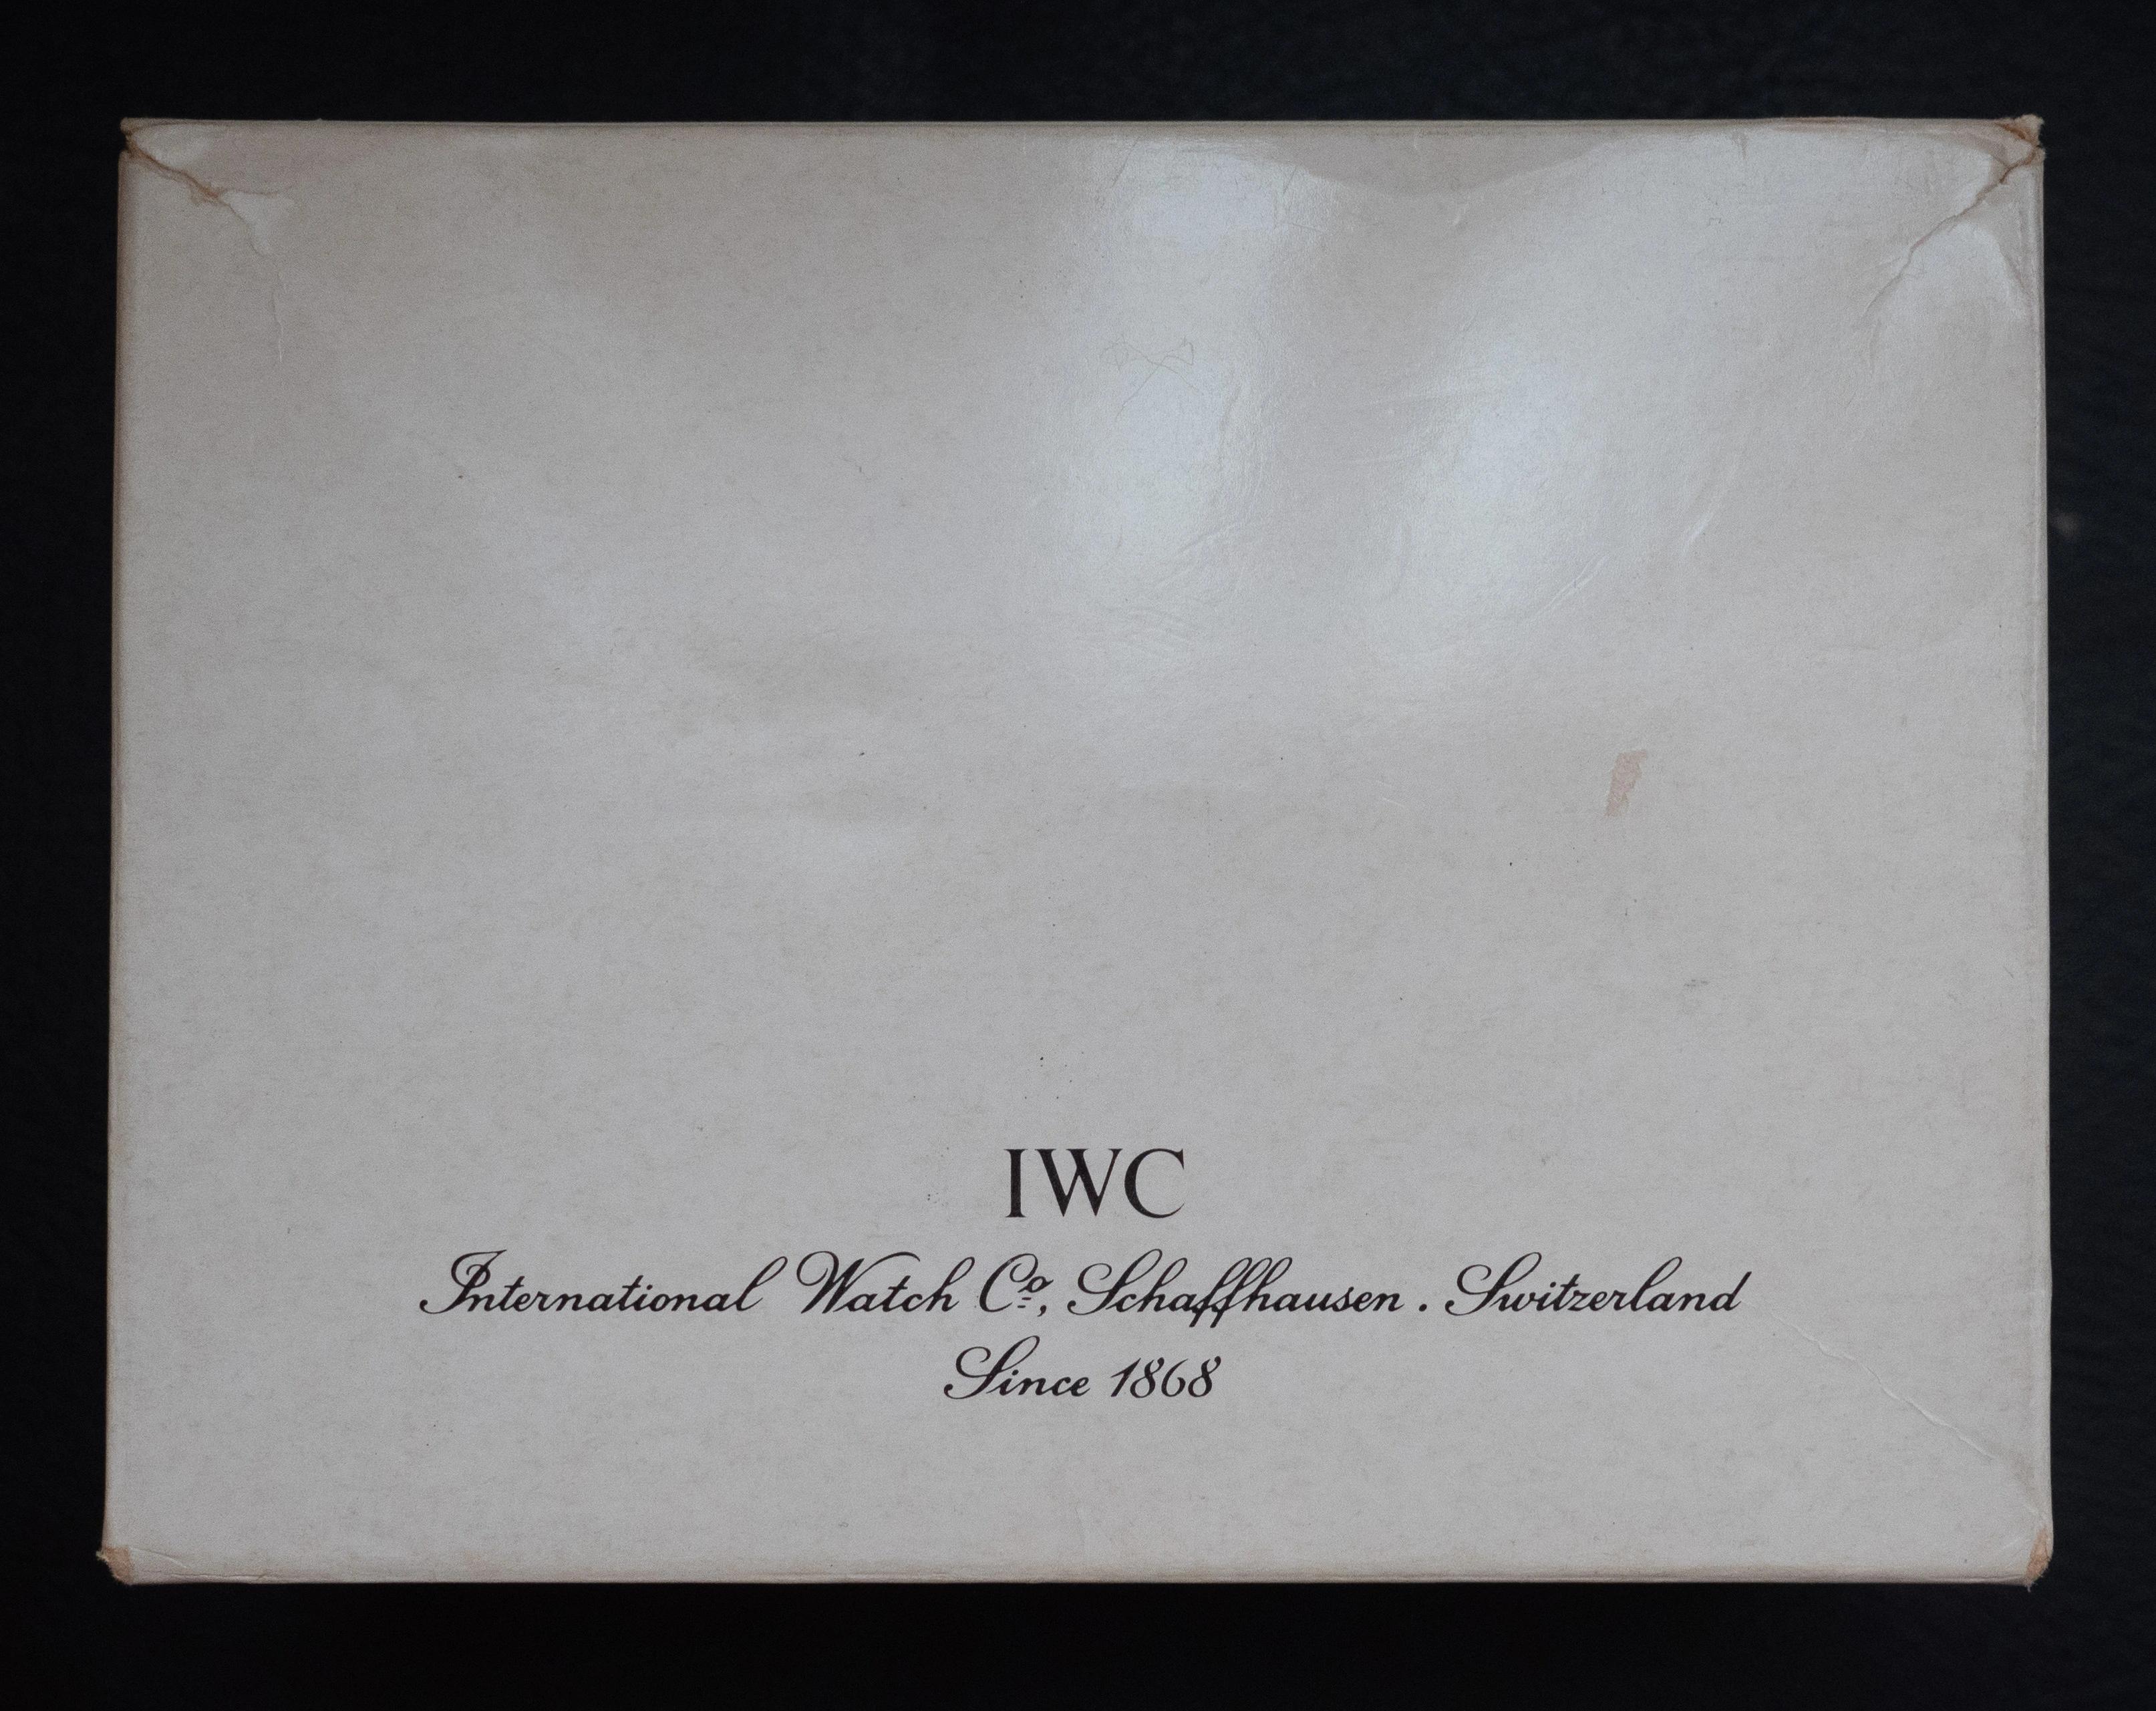 IWC
International Watch Cº, Schaffhausen . Switzerland
Since 1868